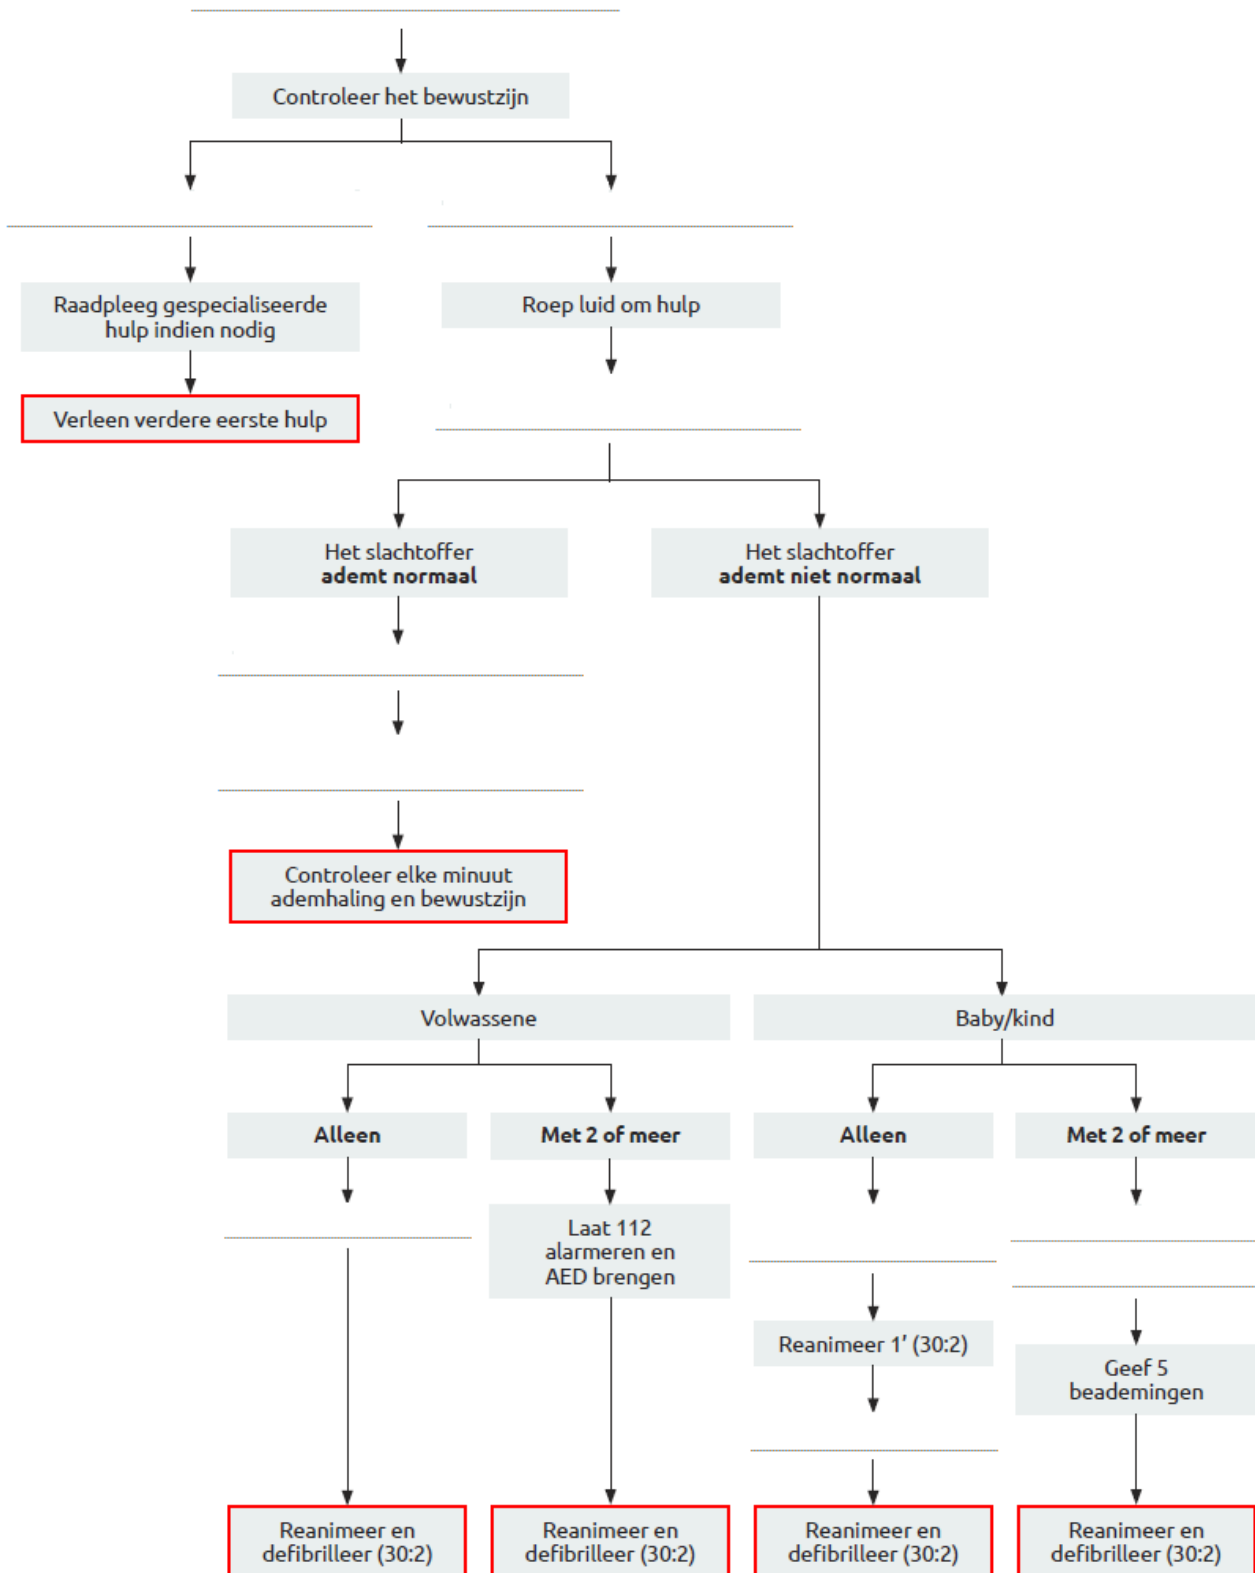 Controleer het bewustzijn
Raadpleeg gespecialiseerde
hulp indien nodig
Roep luid om hulp
Verleen verdere eerste hulp
Het slachtoffer
ademt normaal
Het slachtoffer
ademt niet normaal
Controleer elke minuut
ademhaling en bewustzijn
Volwassene
Baby/kind
Alleen
Met 2 of meer
Alleen
Met 2 of meer
Laat 112
alarmeren en
AED brengen
Reanimeer 1’ (30:2)
Geef 5
beademingen
Reanimeer en
defibrilleer (30:2)
Reanimeer en
defibrilleer (30:2)
Reanimeer en
defibrilleer (30:2)
Reanimeer en
defibrilleer (30:2)